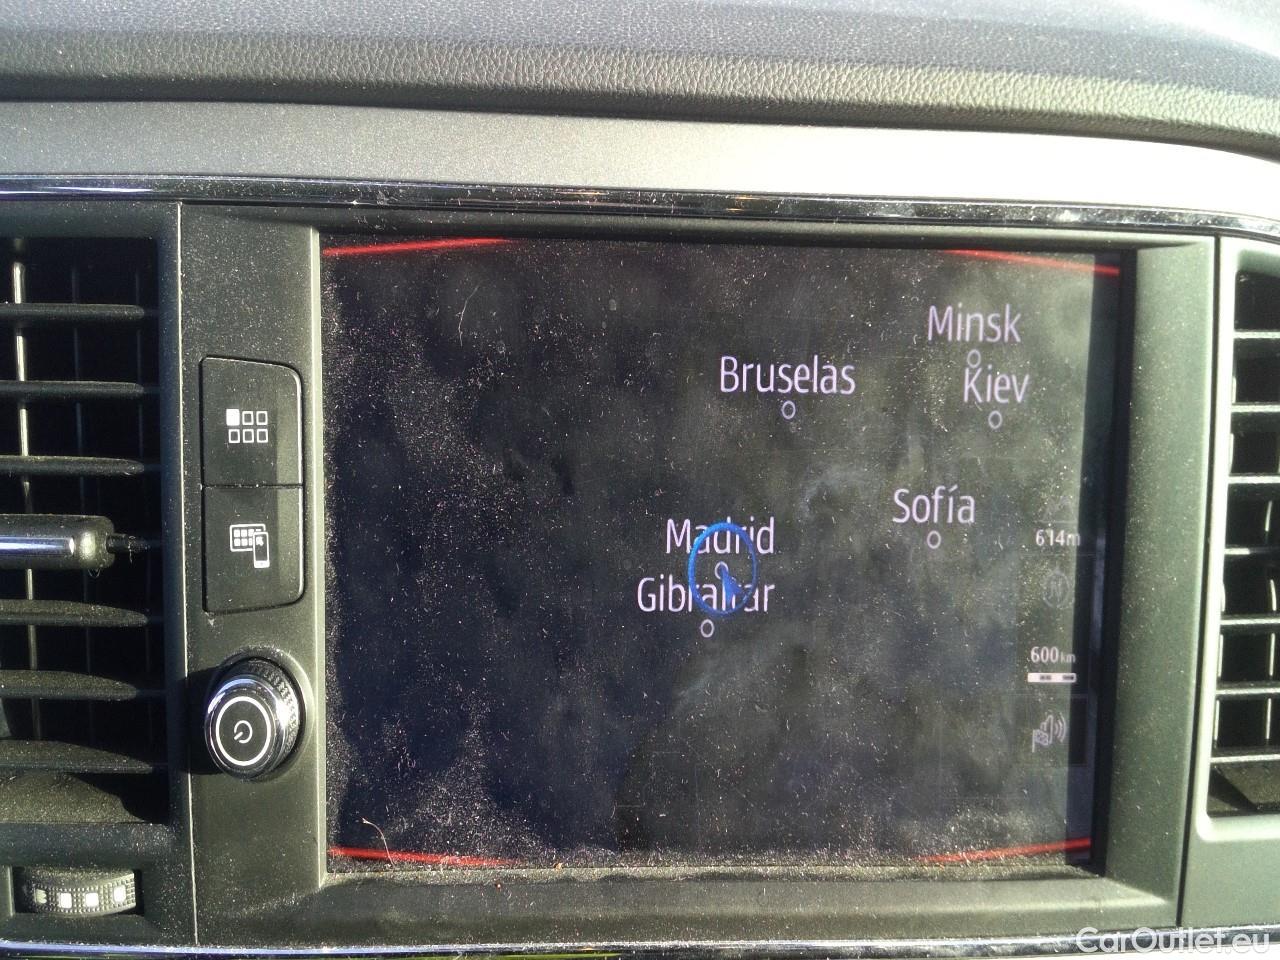 Minsk
Bruselas
Kiev
Sofía
Madrid
614m
Gibraltar
N
600 km
CarOutlet.eu